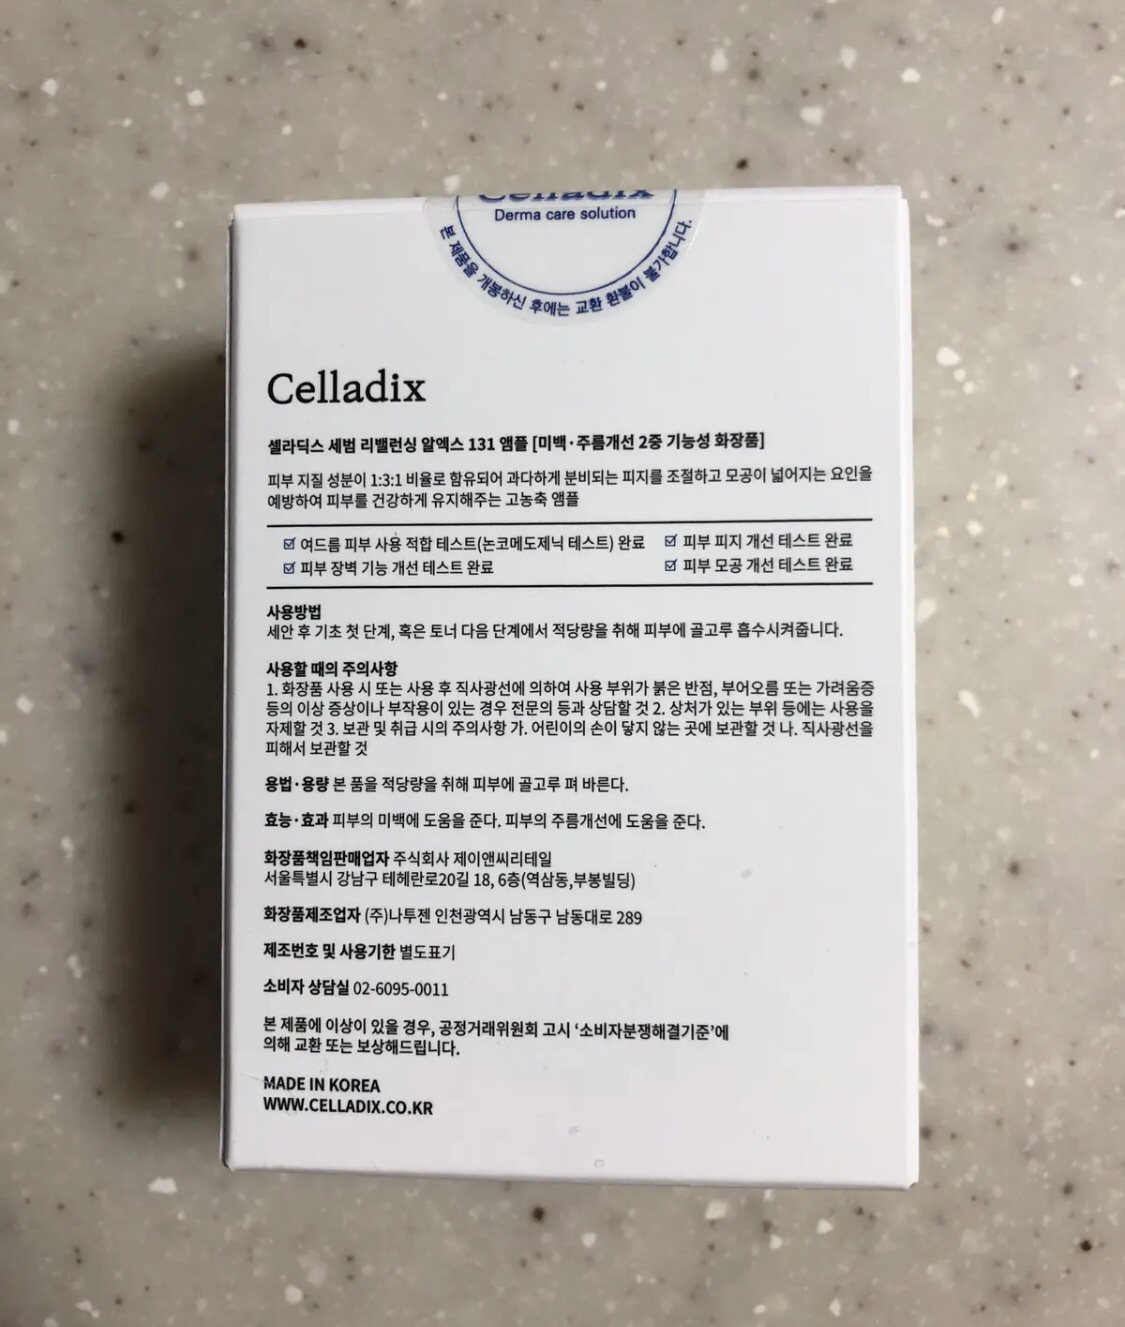 Celladix
Derma care solution
본 제품을 개봉하신 후에는 교환 환불이 불가합니다.
Celladix
셀라딕스 세범 리밸런싱 알엑스 131 앰플 [미백·주름개선 2중 기능성 화장품]
피부 지질 성분이 1:3:1 비율로 함유되어 과다하게 분비되는 피지를 조절하고 모공이 넓어지는 요인을
예방하여 피부를 건강하게 유지해주는 고농축 앰플
☑ 여드름 피부 사용 적합 테스트(논코메도제닉 테스트) 완료 ☑ 피부 피지 개선 테스트 완료
☑ 피부 장벽 기능 개선 테스트 완료 ☑ 피부 모공 개선 테스트 완료
사용방법
세안 후 기초 첫 단계, 혹은 토너 다음 단계에서 적당량을 취해 피부에 골고루 흡수시켜줍니다.
사용할 때의 주의사항
1. 화장품 사용 시 또는 사용 후 직사광선에 의하여 사용 부위가 붉은 반점, 부어오름 또는 가려움증
등의 이상 증상이나 부작용이 있는 경우 전문의 등과 상담할 것 2. 상처가 있는 부위 등에는 사용을
자제할 것 3. 보관 및 취급 시의 주의사항 가. 어린이의 손이 닿지 않는 곳에 보관할 것 나. 직사광선을
피해서 보관할 것
용법·용량 본 품을 적당량을 취해 피부에 골고루 펴 바른다.
효능·효과 피부의 미백에 도움을 준다. 피부의 주름개선에 도움을 준다.
화장품책임판매업자 주식회사 제이앤씨리테일
서울특별시 강남구 테헤란로20길 18, 6층(역삼동,부봉빌딩)
화장품제조업자 (주)나투젠 인천광역시 남동구 남동대로 289
제조번호 및 사용기한 별도표기
소비자 상담실 02-6095-0011
본 제품에 이상이 있을 경우, 공정거래위원회 고시 ‘소비자분쟁해결기준’에
의해 교환 또는 보상해드립니다.
MADE IN KOREA
WWW.CELLADIX.CO.KR